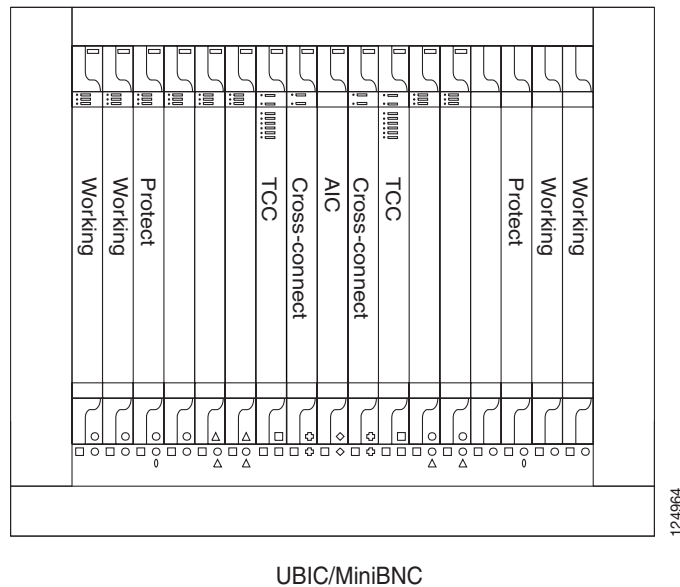 Working
Working
Protect
TCC
Cross-connect
AIC
Cross-connect
TCC
Protect
Working
Working
124964
UBIC/MiniBNC